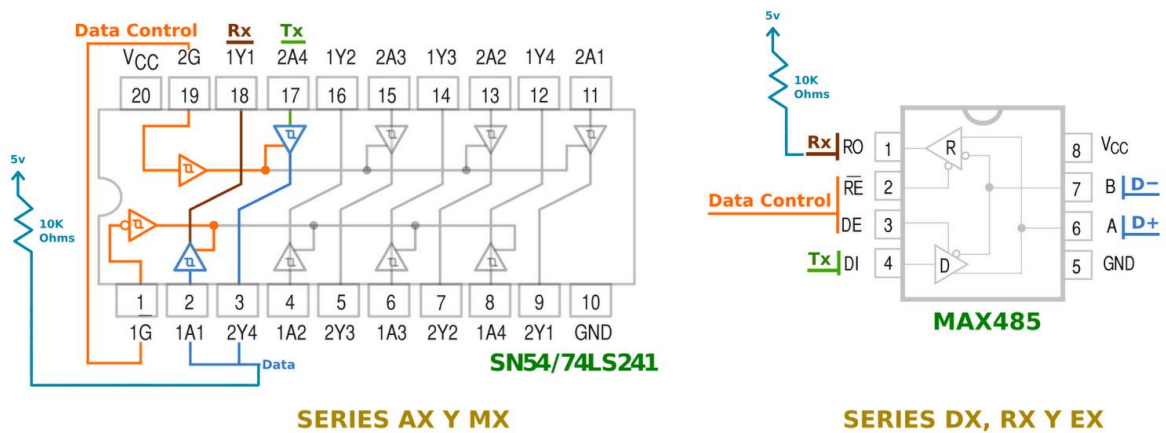 Data Control
Rx
Tx
VCC 2G 1Y1 2A4 1Y2 2A3 1Y3 2A2 1Y4 2A1
20 19 18 17 16 15 14 13 12 11
5v
10K
Ohms
1 2 3 4 5 6 7 8 9 10
1G 1A1 2Y4 1A2 2Y3 1A3 2Y2 1A4 2Y1 GND
Data
SN54/74LS241
SERIES AX Y MX
5v
10K
Ohms
Rx RO 1 R 8 VCC
RE 2 7 B D−
Data Control
DE 3 6 A D+
Tx DI 4 D 5 GND
MAX485
SERIES DX, RX Y EX